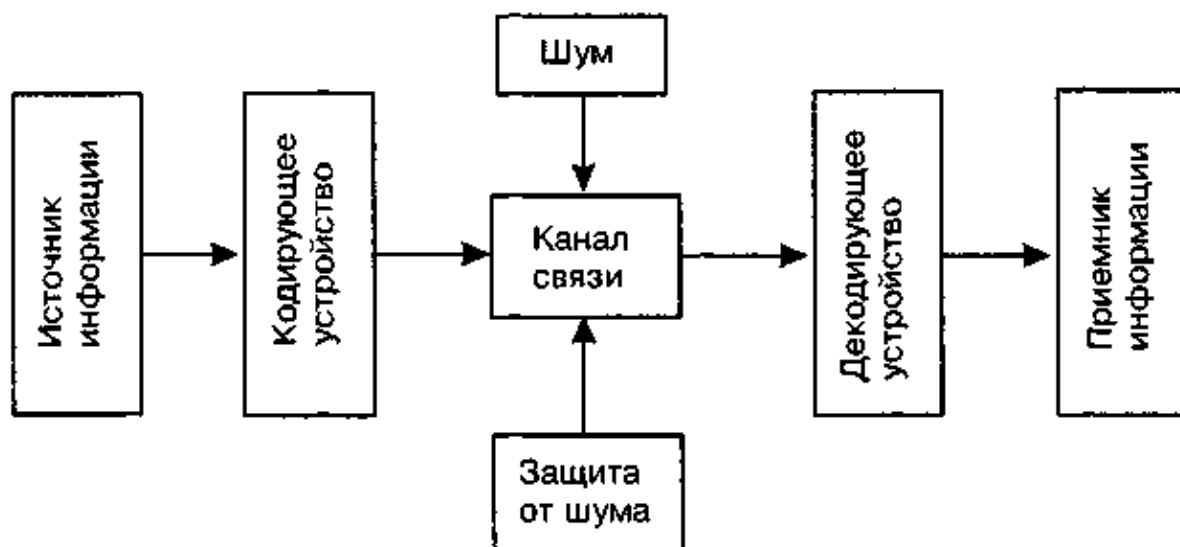 Шум
Источник
информации
Кодирующее
устройство
Канал
связи
Декодирующее
устройство
Приемник
информации
Защита
от шума